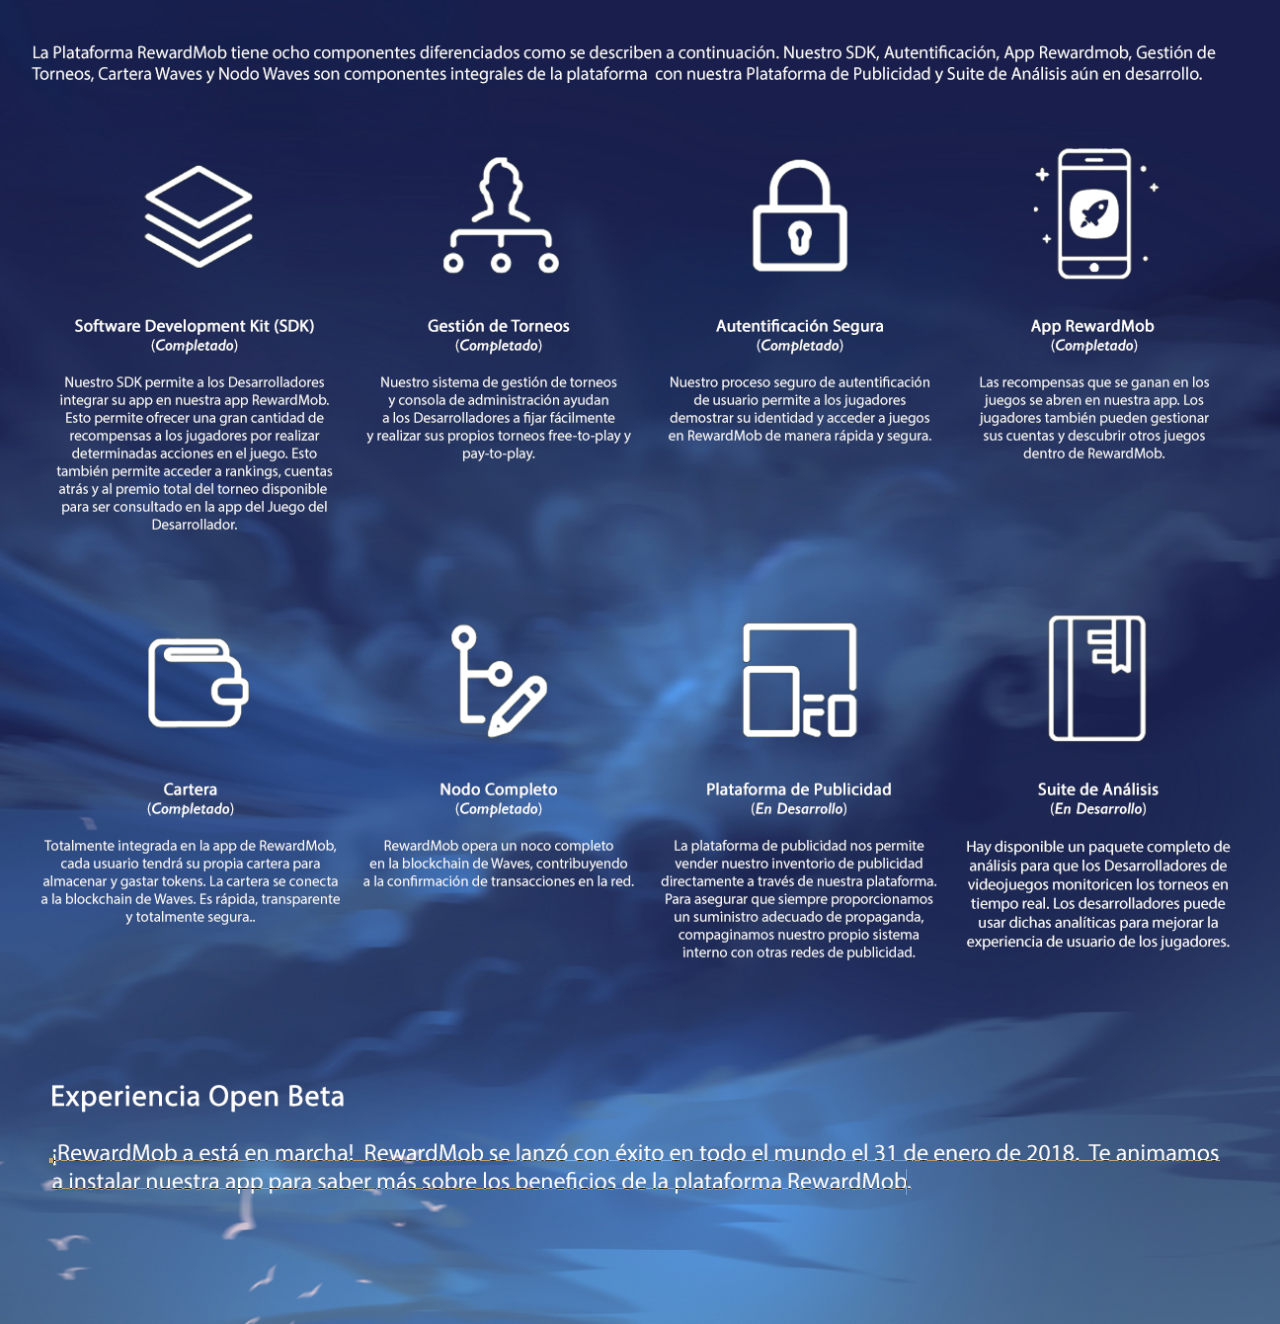 La Plataforma RewardMob tiene ocho componentes diferenciados como se describen a continuación. Nuestro SDK, Autentificación, App Rewardmob, Gestión de
Torneos, Cartera Waves y Nodo Waves son componentes integrales de la plataforma con nuestra Plataforma de Publicidad y Suite de Análisis aún en desarrollo.
Software Development Kit (SDK)
(Completado)
Nuestro SDK permite a los Desarrolladores
integrar su app en nuestra app RewardMob.
Esto permite ofrecer una gran cantidad de
recompensas a los jugadores por realizar
determinadas acciones en el juego. Esto
también permite acceder a rankings, cuentas
atrás y al premio total del torneo disponible
para ser consultado en la app del Juego del
Desarrollador.
Gestión de Torneos
(Completado)
Nuestro sistema de gestión de torneos
y consola de administración ayudan
a los Desarrolladores a fijar fácilmente
y realizar sus propios torneos free-to-play y
pay-to-play.
Autentificación Segura
(Completado)
Nuestro proceso seguro de autentificación
de usuario permite a los jugadores
demostrar su identidad y acceder a juegos
en RewardMob de manera rápida y segura.
App RewardMob
(Completado)
Las recompensas que se ganan en los
juegos se abren en nuestra app. Los
jugadores también pueden gestionar
sus cuentas y descubrir otros juegos
dentro de RewardMob.
Cartera
(Completado)
Totalmente integrada en la app de RewardMob,
cada usuario tendrá su propia cartera para
almacenar y gastar tokens. La cartera se conecta
a la blockchain de Waves. Es rápida, transparente
y totalmente segura..
Nodo Completo
(Completado)
RewardMob opera un noco completo
en la blockchain de Waves, contribuyendo
a la confirmación de transacciones en la red.
Plataforma de Publicidad
(En Desarrollo)
La plataforma de publicidad nos permite
vender nuestro inventorio de publicidad
directamente a través de nuestra plataforma.
Para asegurar que siempre proporcionamos
un suministro adecuado de propaganda,
compaginamos nuestro propio sistema
interno con otras redes de publicidad.
Suite de Análisis
(En Desarrollo)
Hay disponible un paquete completo de
análisis para que los Desarrolladores de
videojuegos monitoricen los torneos en
tiempo real. Los desarrolladores puede
usar dichas analíticas para mejorar la
experiencia de usuario de los jugadores.
Experiencia Open Beta
¡RewardMob a está en marcha! RewardMob se lanzó con éxito en todo el mundo el 31 de enero de 2018. Te animamos
a instalar nuestra app para saber más sobre los beneficios de la plataforma RewardMob.